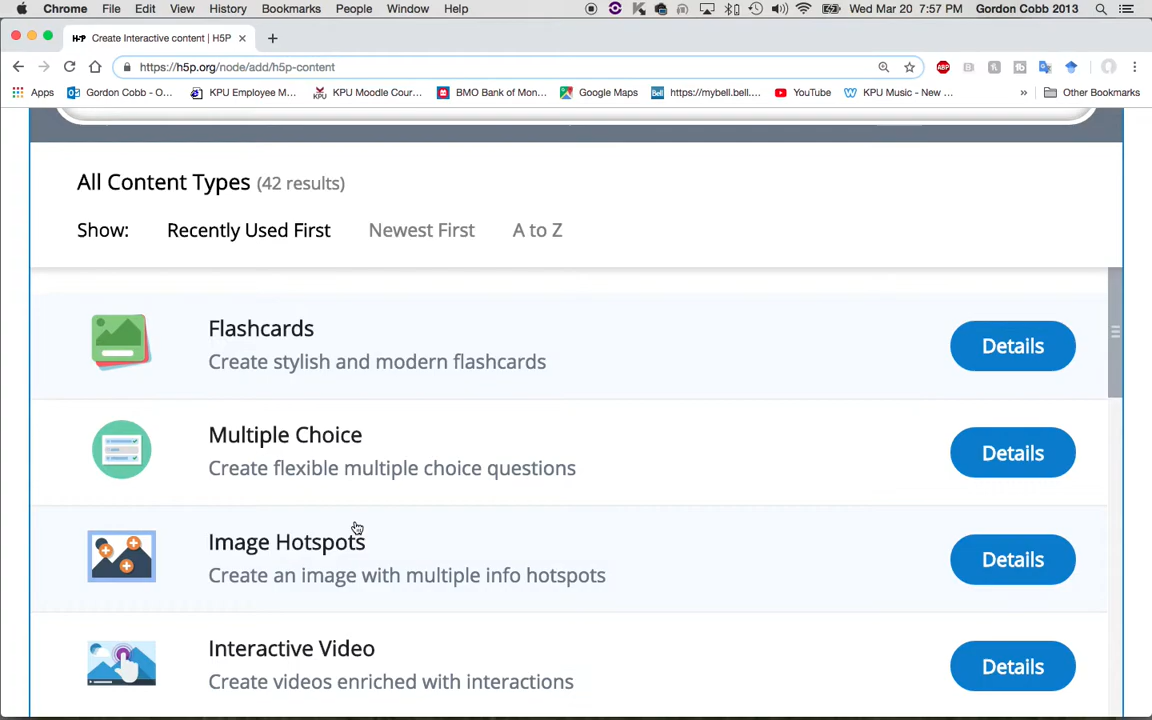 Chrome File Edit View History Bookmarks People Window Help Wed Mar 20 7:57 PM Gordon Cobb 2013
H-P Create Interactive content | H5P
https://h5p.org/node/add/h5p-content
Apps Gordon Cobb - O... KPU Employee M... KPU Moodle Cour... BMO Bank of Mon... Google Maps https://mybell.bell.... YouTube KPU Music - New ... » Other Bookmarks
All Content Types (42 results)
Show: Recently Used First Newest First A to Z
Flashcards
Create stylish and modern flashcards
Details
Multiple Choice
Create flexible multiple choice questions
Details
Image Hotspots
Create an image with multiple info hotspots
Details
Interactive Video
Create videos enriched with interactions
Details